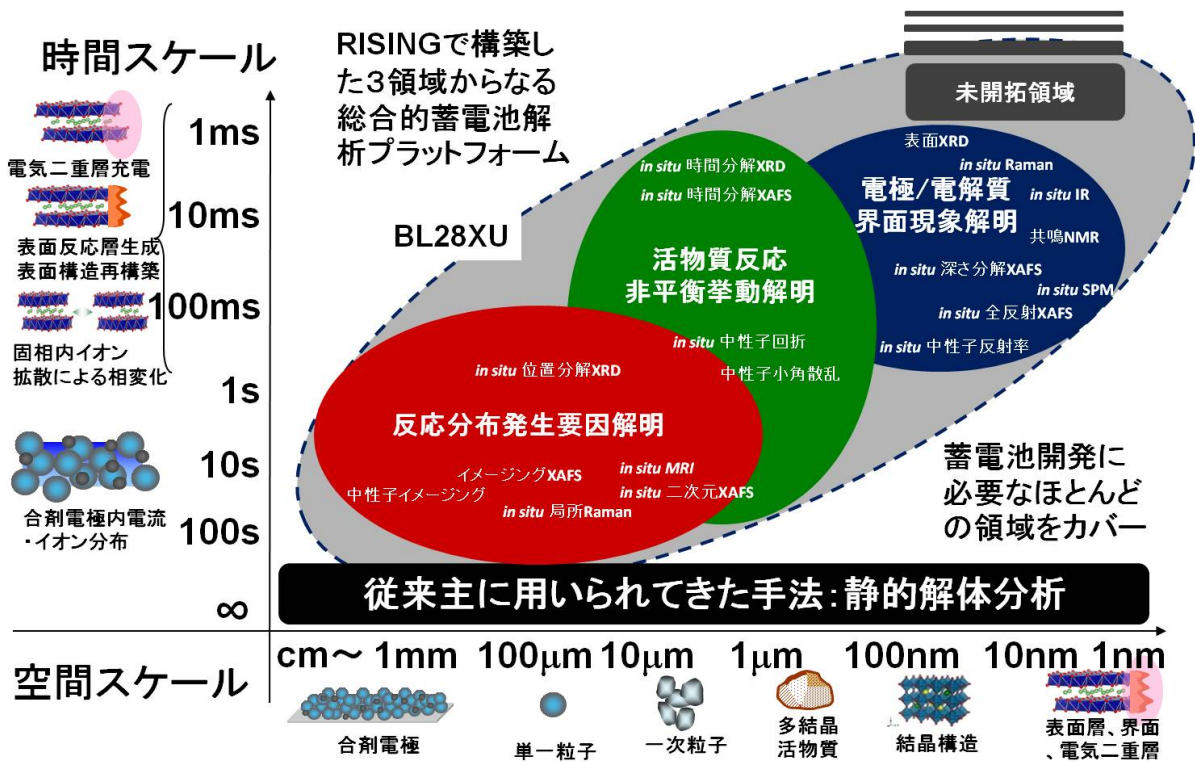 時間スケール
1ms
10ms
100ms
1s
10s
100s
∞
電気二重層充電
表面反応層生成
表面構造再構築
固相内イオン
拡散による相変化
合剤電極内電流
・イオン分布
RISINGで構築し
た3領域からなる
総合的蓄電池解
析プラットフォーム
BL28XU
未開拓領域
表面XRD
in situ Raman
電極/電解質
界面現象解明
in situ IR
共鳴NMR
in situ 深さ分解XAFS
in situ SPM
in situ 全反射XAFS
in situ 中性子反射率
in situ 時間分解XRD
in situ 時間分解XAFS
活物質反応
非平衡挙動解明
in situ 中性子回折
中性子小角散乱
in situ 位置分解XRD
反応分布発生要因解明
イメージングXAFS
in situ MRI
中性子イメージング
in situ 二次元XAFS
in situ 局所Raman
蓄電池開発に
必要なほとんど
の領域をカバー
従来主に用いられてきた手法：静的解体分析
空間スケール
cm～ 1mm 100μm 10μm 1μm 100nm 10nm 1nm
合剤電極
単一粒子
一次粒子
多結晶
活物質
結晶構造
表面層、界面
、電気二重層